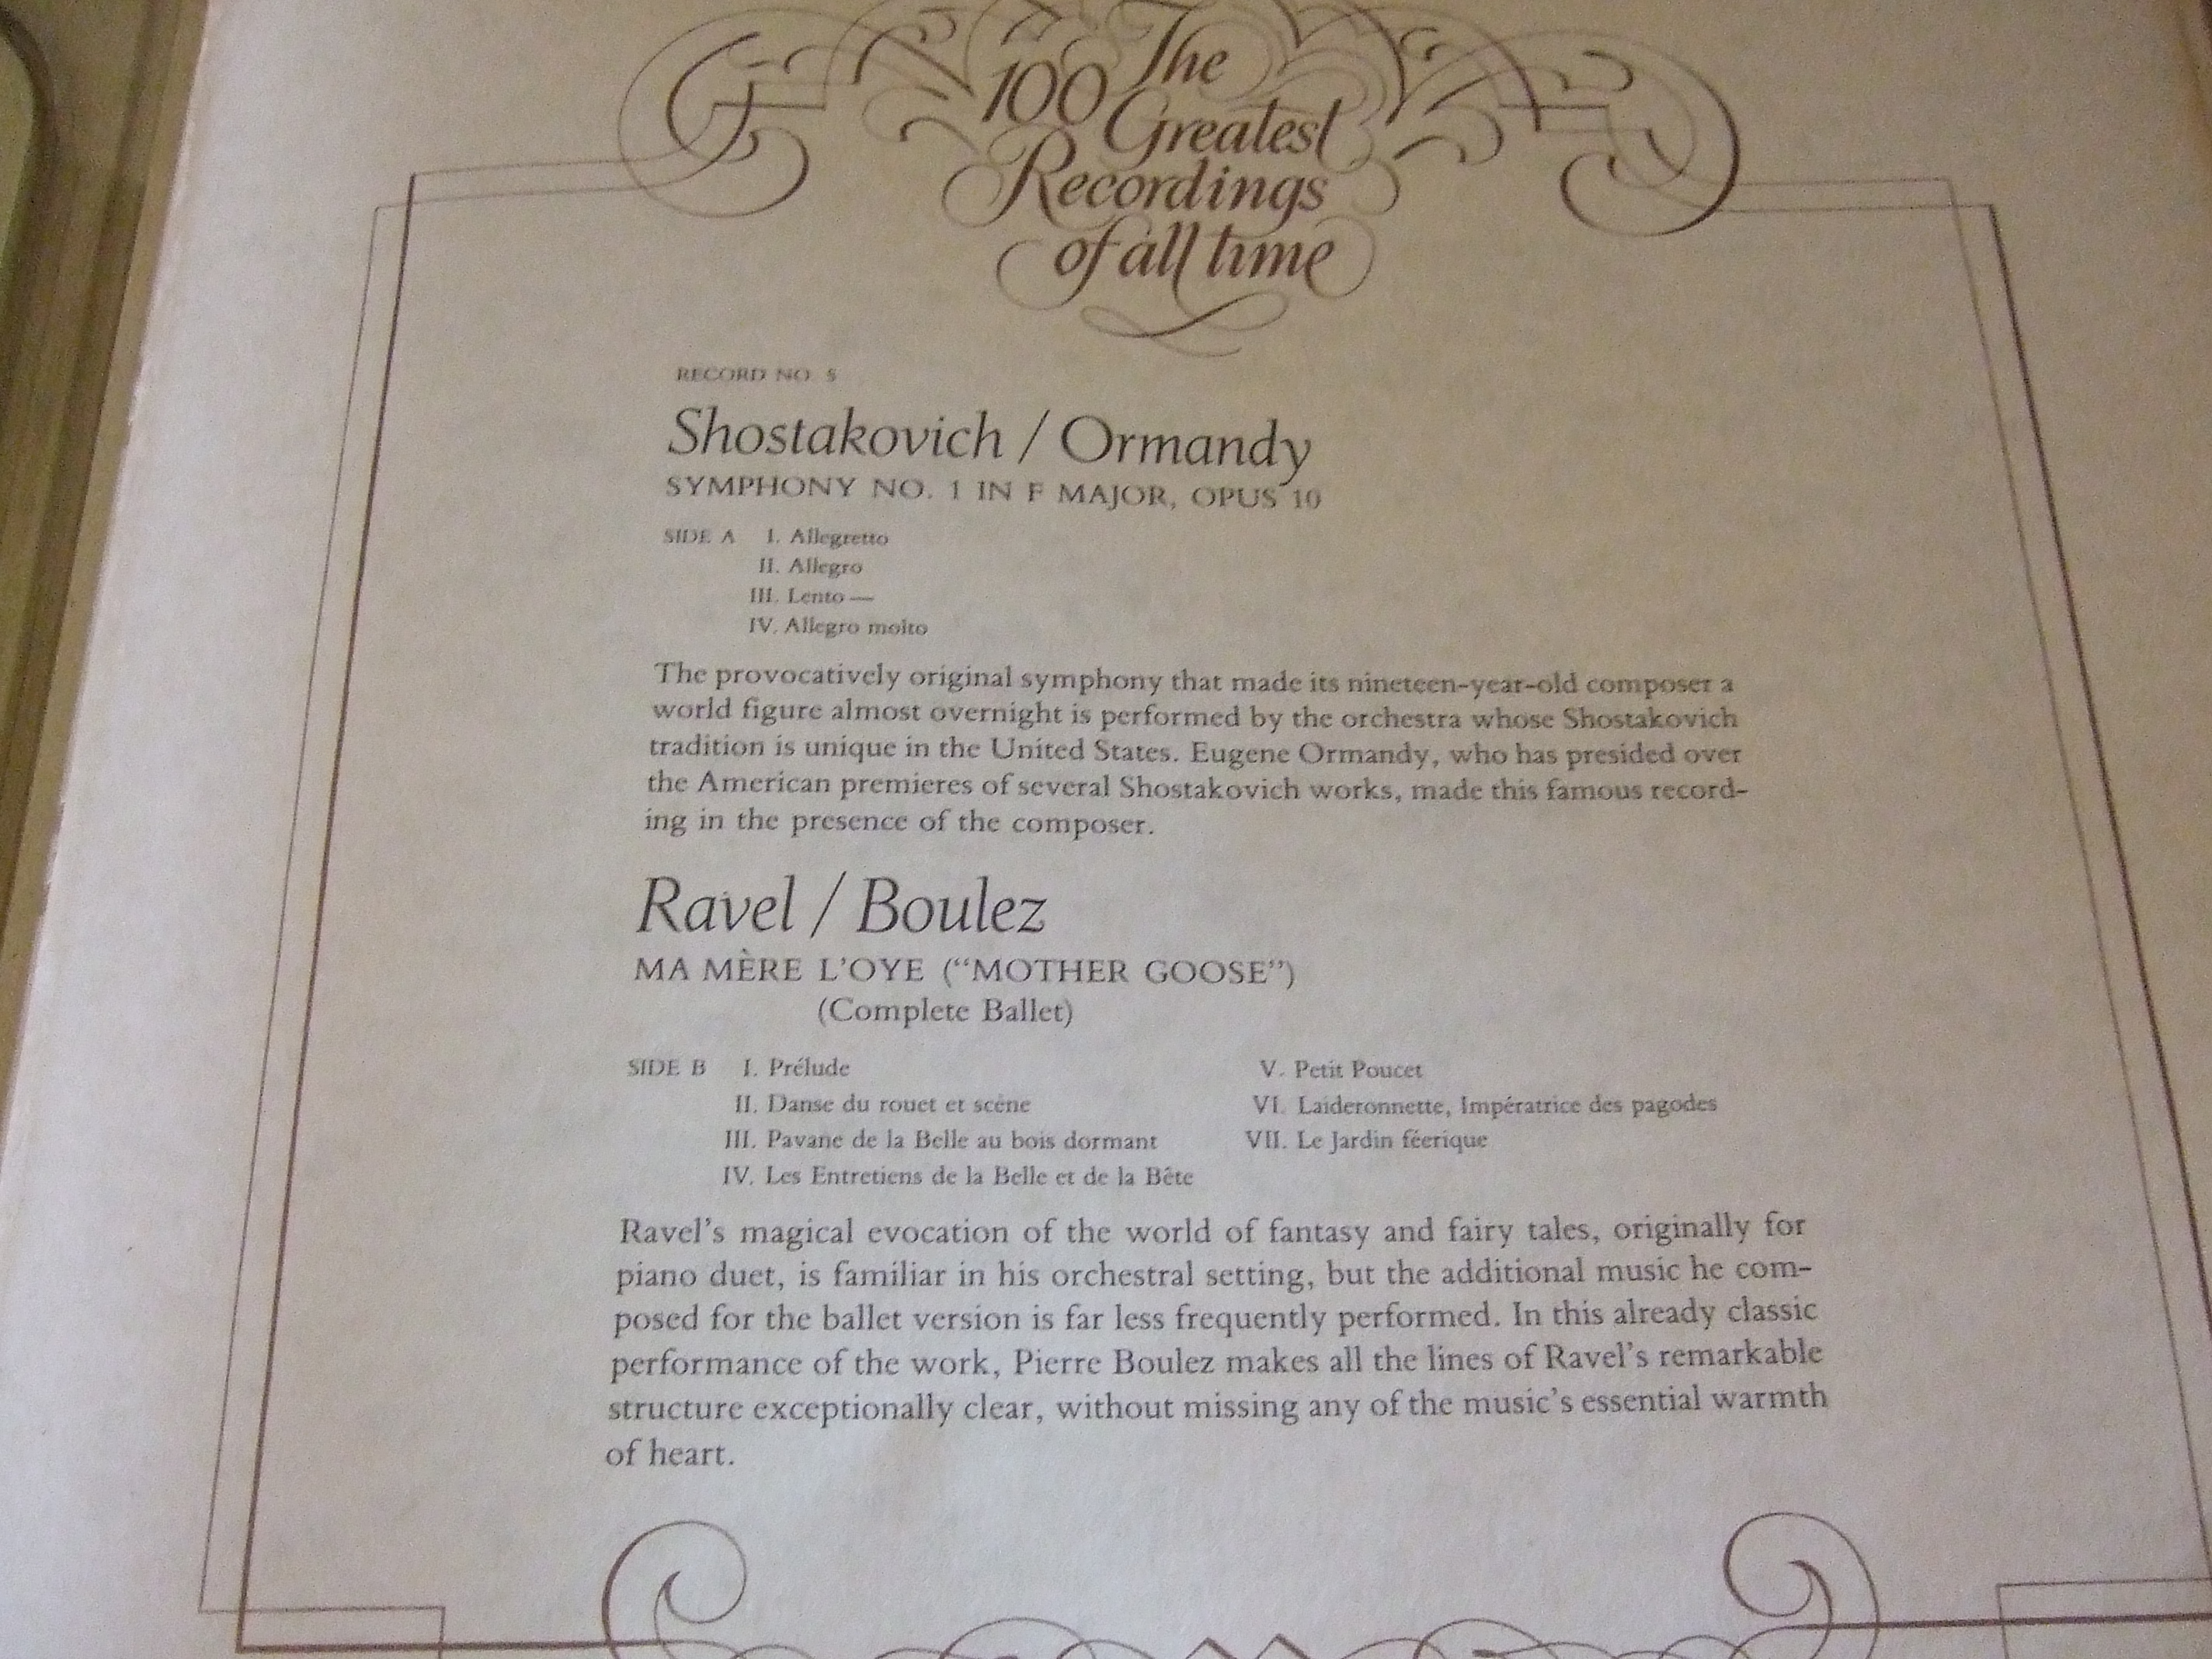 The
100
Greatest
Recordings
of all time
RECORD NO. 5
Shostakovich / Ormandy
SYMPHONY NO. 1 IN F MAJOR, OPUS 10
SIDE A I. Allegretto
II. Allegro
III. Lento —
IV. Allegro molto
The provocatively original symphony that made its nineteen-year-old composer a
world figure almost overnight is performed by the orchestra whose Shostakovich
tradition is unique in the United States. Eugene Ormandy, who has presided over
the American premieres of several Shostakovich works, made this famous record-
ing in the presence of the composer.
Ravel / Boulez
MA MÈRE L'OYE (“MOTHER GOOSE”)
(Complete Ballet)
SIDE B I. Prélude
II. Danse du rouet et scène
III. Pavane de la Belle au bois dormant
IV. Les Entretiens de la Belle et de la Bête
V. Petit Poucet
VI. Laideronnette, Impératrice des pagodes
VII. Le Jardin féerique
Ravel's magical evocation of the world of fantasy and fairy tales, originally for
piano duet, is familiar in his orchestral setting, but the additional music he com-
posed for the ballet version is far less frequently performed. In this already classic
performance of the work, Pierre Boulez makes all the lines of Ravel's remarkable
structure exceptionally clear, without missing any of the music's essential warmth
of heart.